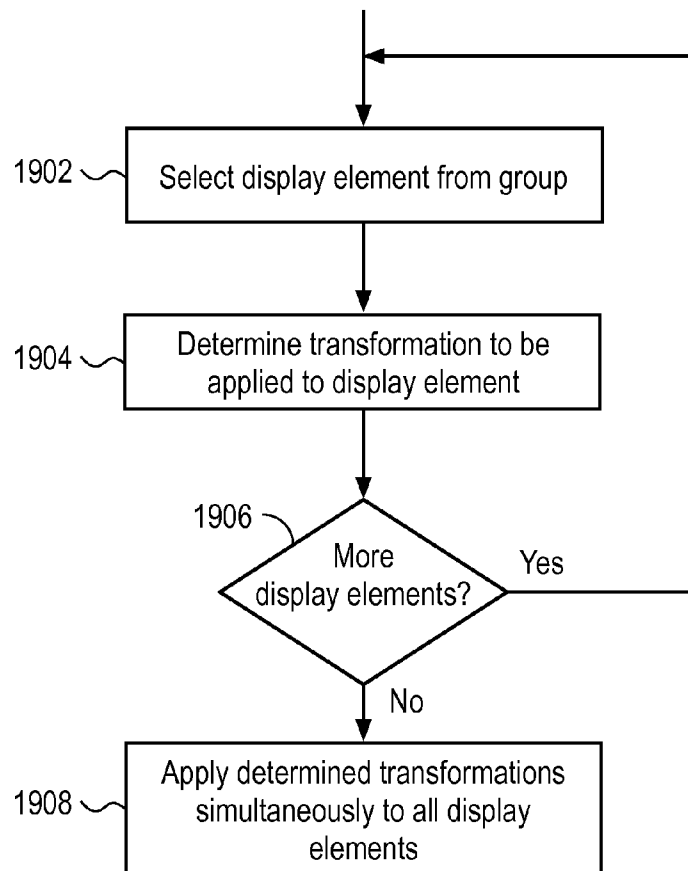 1902
Select display element from group
1904
Determine transformation to be
applied to display element
1906
More
display elements?
Yes
No
1908
Apply determined transformations
simultaneously to all display
elements